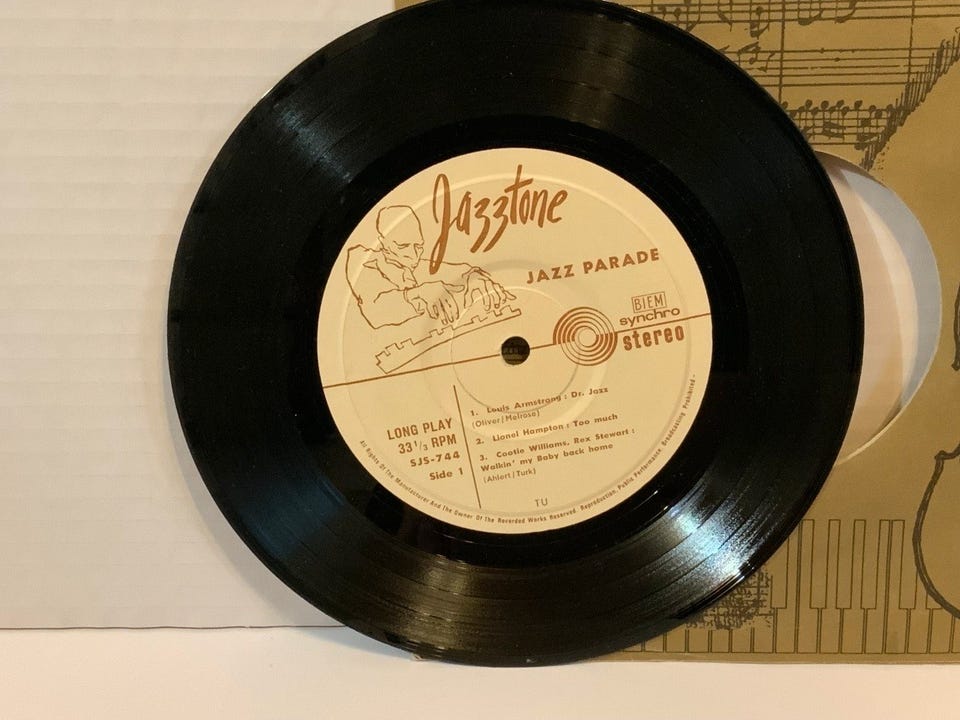 Jazztone
JAZZ PARADE
BIEM
synchro
stereo
LONG PLAY
33 1/3 RPM
SJS-744
Side 1
1. Louis Armstrong : Dr. Jazz
(Oliver/Melrose)
2. Lionel Hampton : Too much
3. Cootie Williams, Rex Stewart :
Walkin' my Baby back home
(Ahlert/Turk)
TU
All Rights Of The Manufacturer And The Owner Of The Recorded Works Reserved. Reproduction, Public Performance, Broadcasting Prohibited -